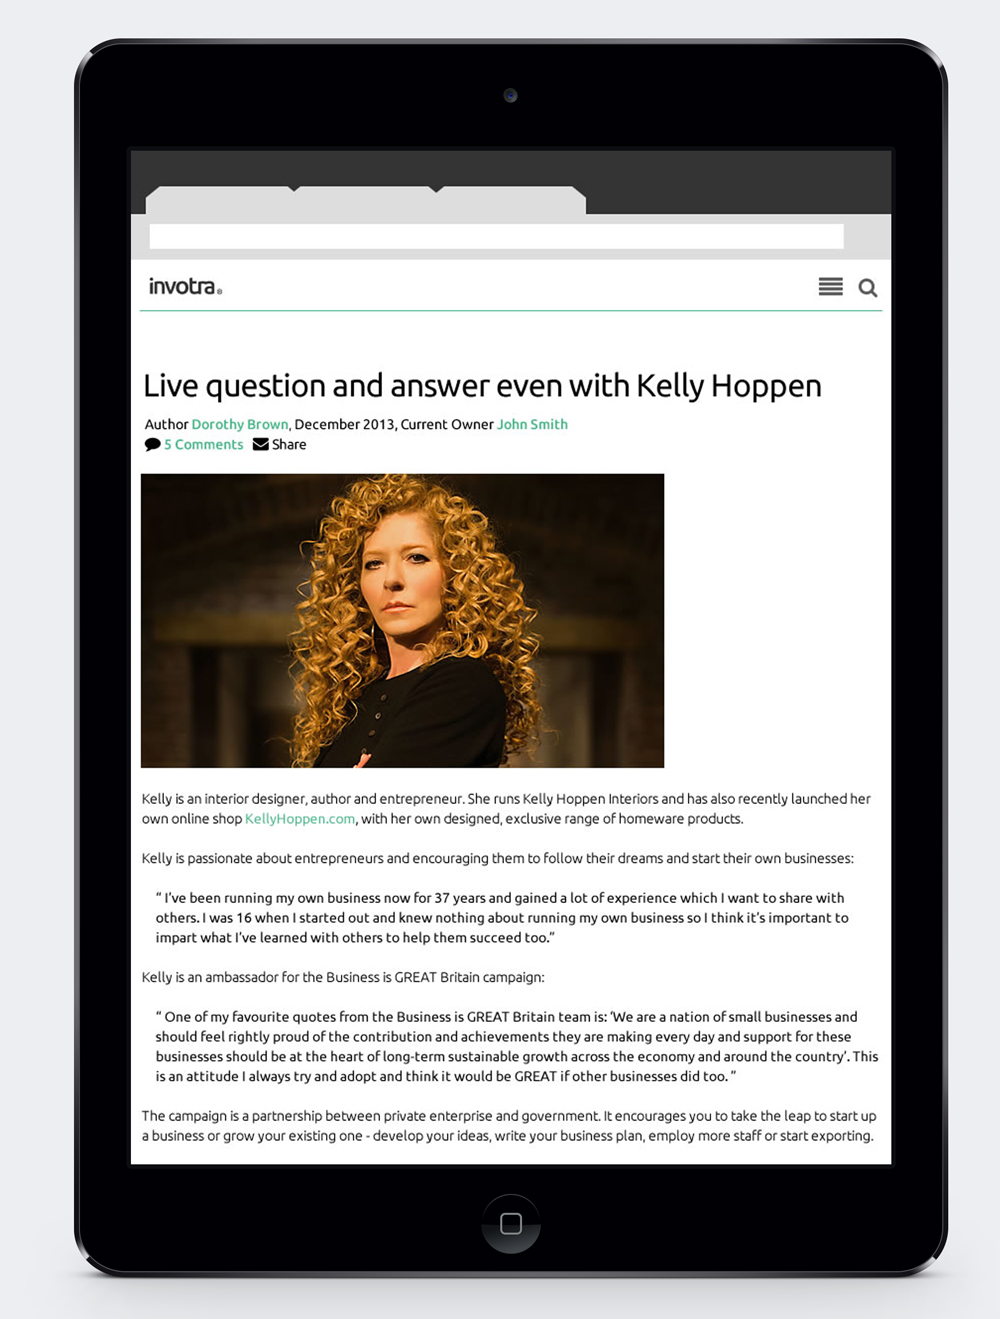 invotra
Live question and answer even with Kelly Hoppen
Author Dorothy Brown, December 2013, Current Owner John Smith
5 Comments Share
Kelly is an interior designer, author and entrepreneur. She runs Kelly Hoppen Interiors and has also recently launched her
own online shop KellyHoppen.com, with her own designed, exclusive range of homeware products.
Kelly is passionate about entrepreneurs and encouraging them to follow their dreams and start their own businesses:
“ I’ve been running my own business now for 37 years and gained a lot of experience which I want to share with
others. I was 16 when I started out and knew nothing about running my own business so I think it’s important to
impart what I’ve learned with others to help them succeed too.”
Kelly is an ambassador for the Business is GREAT Britain campaign:
“ One of my favourite quotes from the Business is GREAT Britain team is: ‘We are a nation of small businesses and
should feel rightly proud of the contribution and achievements they are making every day and support for these
businesses should be at the heart of long-term sustainable growth across the economy and around the country’. This
is an attitude I always try and adopt and think it would be GREAT if other businesses did too. ”
The campaign is a partnership between private enterprise and government. It encourages you to take the leap to start up
a business or grow your existing one - develop your ideas, write your business plan, employ more staff or start exporting.